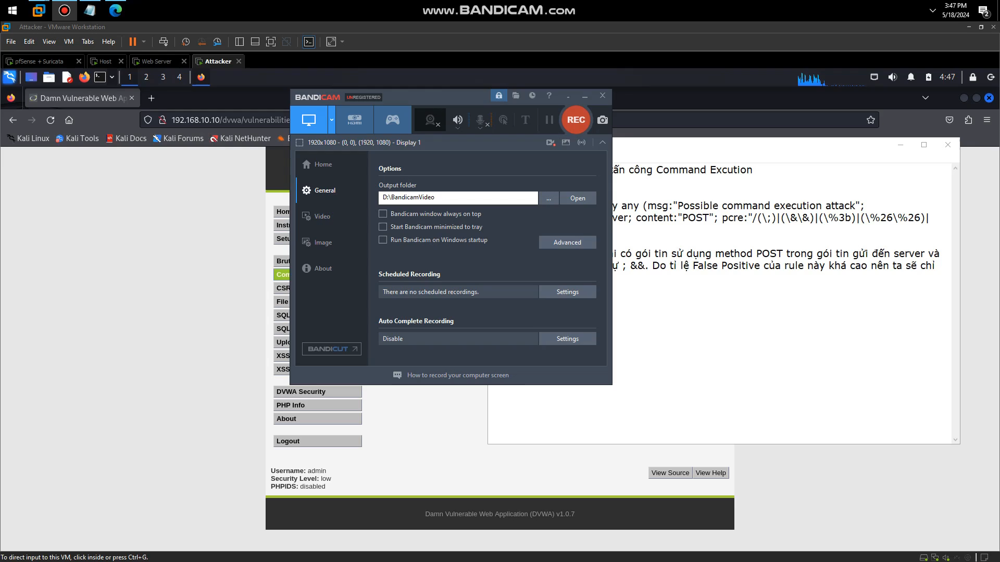 www.BANDICAM.com
3:47 PM
5/18/2024
2
Attacker - VMware Workstation
File Edit View VM Tabs Help
pfSense + Suricata
Host
Web Server
Attacker
1 2 3 4
4:47
Damn Vulnerable Web Ap
192.168.10.10/dvwa/vulnerabilities
Kali Linux Kali Tools Kali Docs Kali Forums Kali NetHunter
BANDICAM UNREGISTERED
HDMI
REC
1920x1080 - (0, 0), (1920, 1080) - Display 1
Home
General
Video
Image
About
BANDICUT
Options
Output folder
D:\BandicamVideo
...
Open
Bandicam window always on top
Start Bandicam minimized to tray
Run Bandicam on Windows startup
Advanced
Scheduled Recording
There are no scheduled recordings.
Settings
Auto Complete Recording
Disable
Settings
How to record your computer screen
tấn công Command Excution
y any (msg:"Possible command execution attack";
ver; content:"POST"; pcre:"/(\;)|(\&\&)|(\%3b)|(\%26\%26)|
i có gói tin sử dụng method POST trong gói tin gửi đến server và
ự ; &&. Do tỉ lệ False Positive của rule này khá cao nên ta sẽ chỉ
Hom
Instr
Setu
Brut
Com
CSR
File
SQL
SQL
Uplo
XSS
XSS
DVWA Security
PHP Info
About
Logout
Username: admin
Security Level: low
PHPIDS: disabled
View Source
View Help
Damn Vulnerable Web Application (DVWA) v1.0.7
To direct input to this VM, click inside or press Ctrl+G.